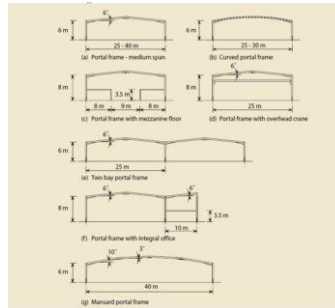 6°
6°
6 m
6 m
25 - 40 m
25 - 30 m
(a) Portal frame - medium span
(b) Curved portal frame
6°
8 m
3.5 m
8 m
8 m
9 m
8 m
25 m
(c) Portal frame with mezzanine floor
(d) Portal frame with overhead crane
6°
6 m
25 m
(e) Two bay portal frame
6°
6°
8 m
3.5 m
10 m
(f) Portal frame with integral office
10°
3°
6 m
40 m
(g) Mansard portal frame